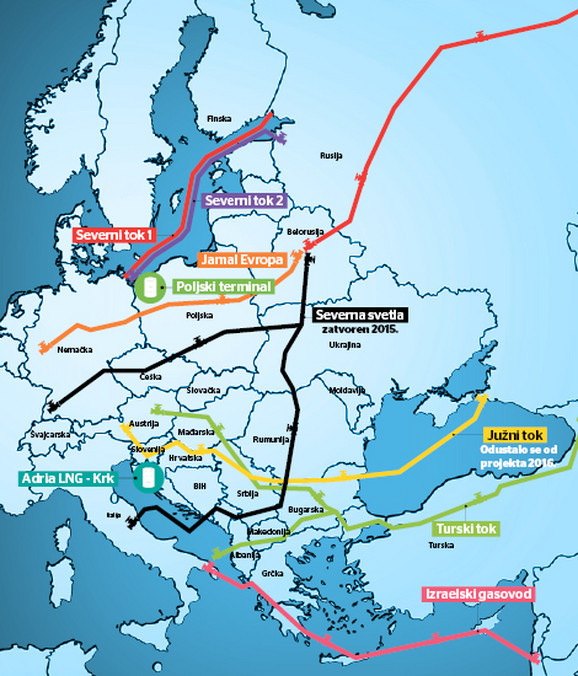 Finska
Rusija
Severni tok 2
Severni tok 1
Belorusija
Jamal Evropa
Poljski terminal
Poljska
Severna svetla
zatvoren 2015.
Nemačka
Ukrajina
Češka
Slovačka
Moldavija
Austrija
Mađarska
Švajcarska
Rumunija
Južni tok
Odustalo se od
projekta 2016.
Slovenija
Hrvatska
Adria LNG - Krk
BIH
Srbija
Bugarska
Italija
Makedonija
Turski tok
Turska
Albanija
Grčka
Izraelski gasovod